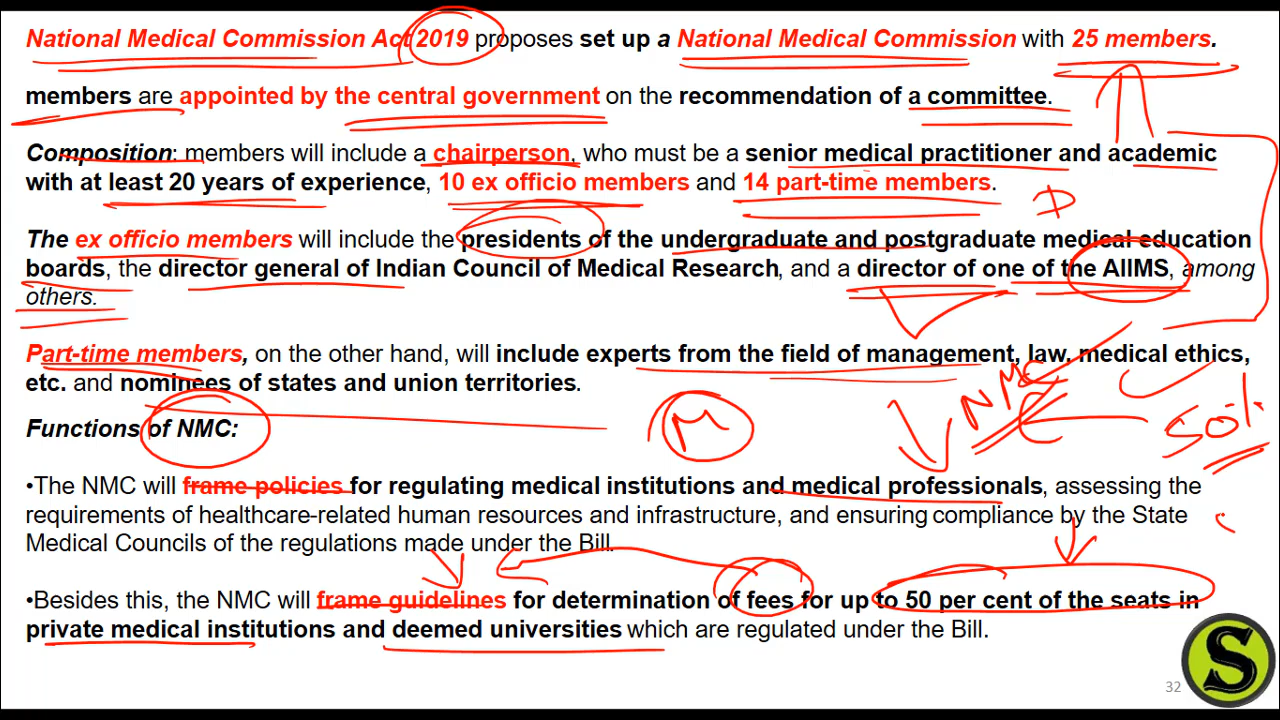 National Medical Commission Act 2019 proposes set up a National Medical Commission with 25 members.
members are appointed by the central government on the recommendation of a committee.
Composition: members will include a chairperson, who must be a senior medical practitioner and academic
with at least 20 years of experience, 10 ex officio members and 14 part-time members.
The ex officio members will include the presidents of the undergraduate and postgraduate medical education
boards, the director general of Indian Council of Medical Research, and a director of one of the AIIMS, among
others.
Part-time members, on the other hand, will include experts from the field of management, law, medical ethics,
etc. and nominees of states and union territories.
NMC
M
50%
Functions of NMC:
•The NMC will frame policies for regulating medical institutions and medical professionals, assessing the
requirements of healthcare-related human resources and infrastructure, and ensuring compliance by the State
Medical Councils of the regulations made under the Bill.
•Besides this, the NMC will frame guidelines for determination of fees for up to 50 per cent of the seats in
private medical institutions and deemed universities which are regulated under the Bill.
32
S